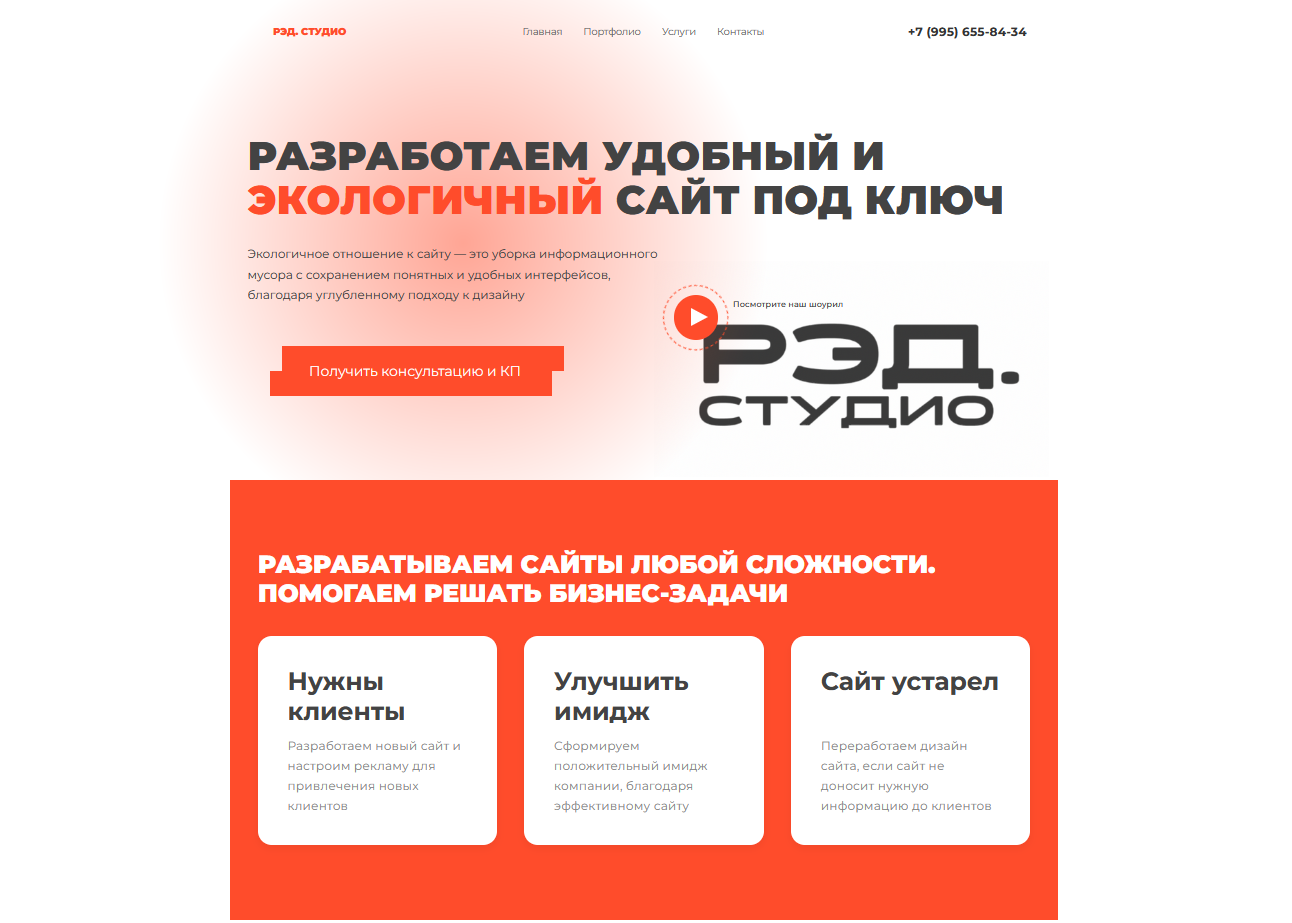 РЭД. СТУДИО
Главная Портфолио Услуги Контакты
+7 (995) 655-84-34
РАЗРАБОТАЕМ УДОБНЫЙ И
ЭКОЛОГИЧНЫЙ САЙТ ПОД КЛЮЧ
Экологичное отношение к сайту — это уборка информационного
мусора с сохранением понятных и удобных интерфейсов,
благодаря углубленному подходу к дизайну
Получить консультацию и КП
Посмотрите наш шоурил
РЭД.
СТУДИО
РАЗРАБАТЫВАЕМ САЙТЫ ЛЮБОЙ СЛОЖНОСТИ.
ПОМОГАЕМ РЕШАТЬ БИЗНЕС-ЗАДАЧИ
Нужны
клиенты
Разработаем новый сайт и
настроим рекламу для
привлечения новых
клиентов
Улучшить
имидж
Сформируем
положительный имидж
компании, благодаря
эффективному сайту
Сайт устарел
Переработаем дизайн
сайта, если сайт не
доносит нужную
информацию до клиентов